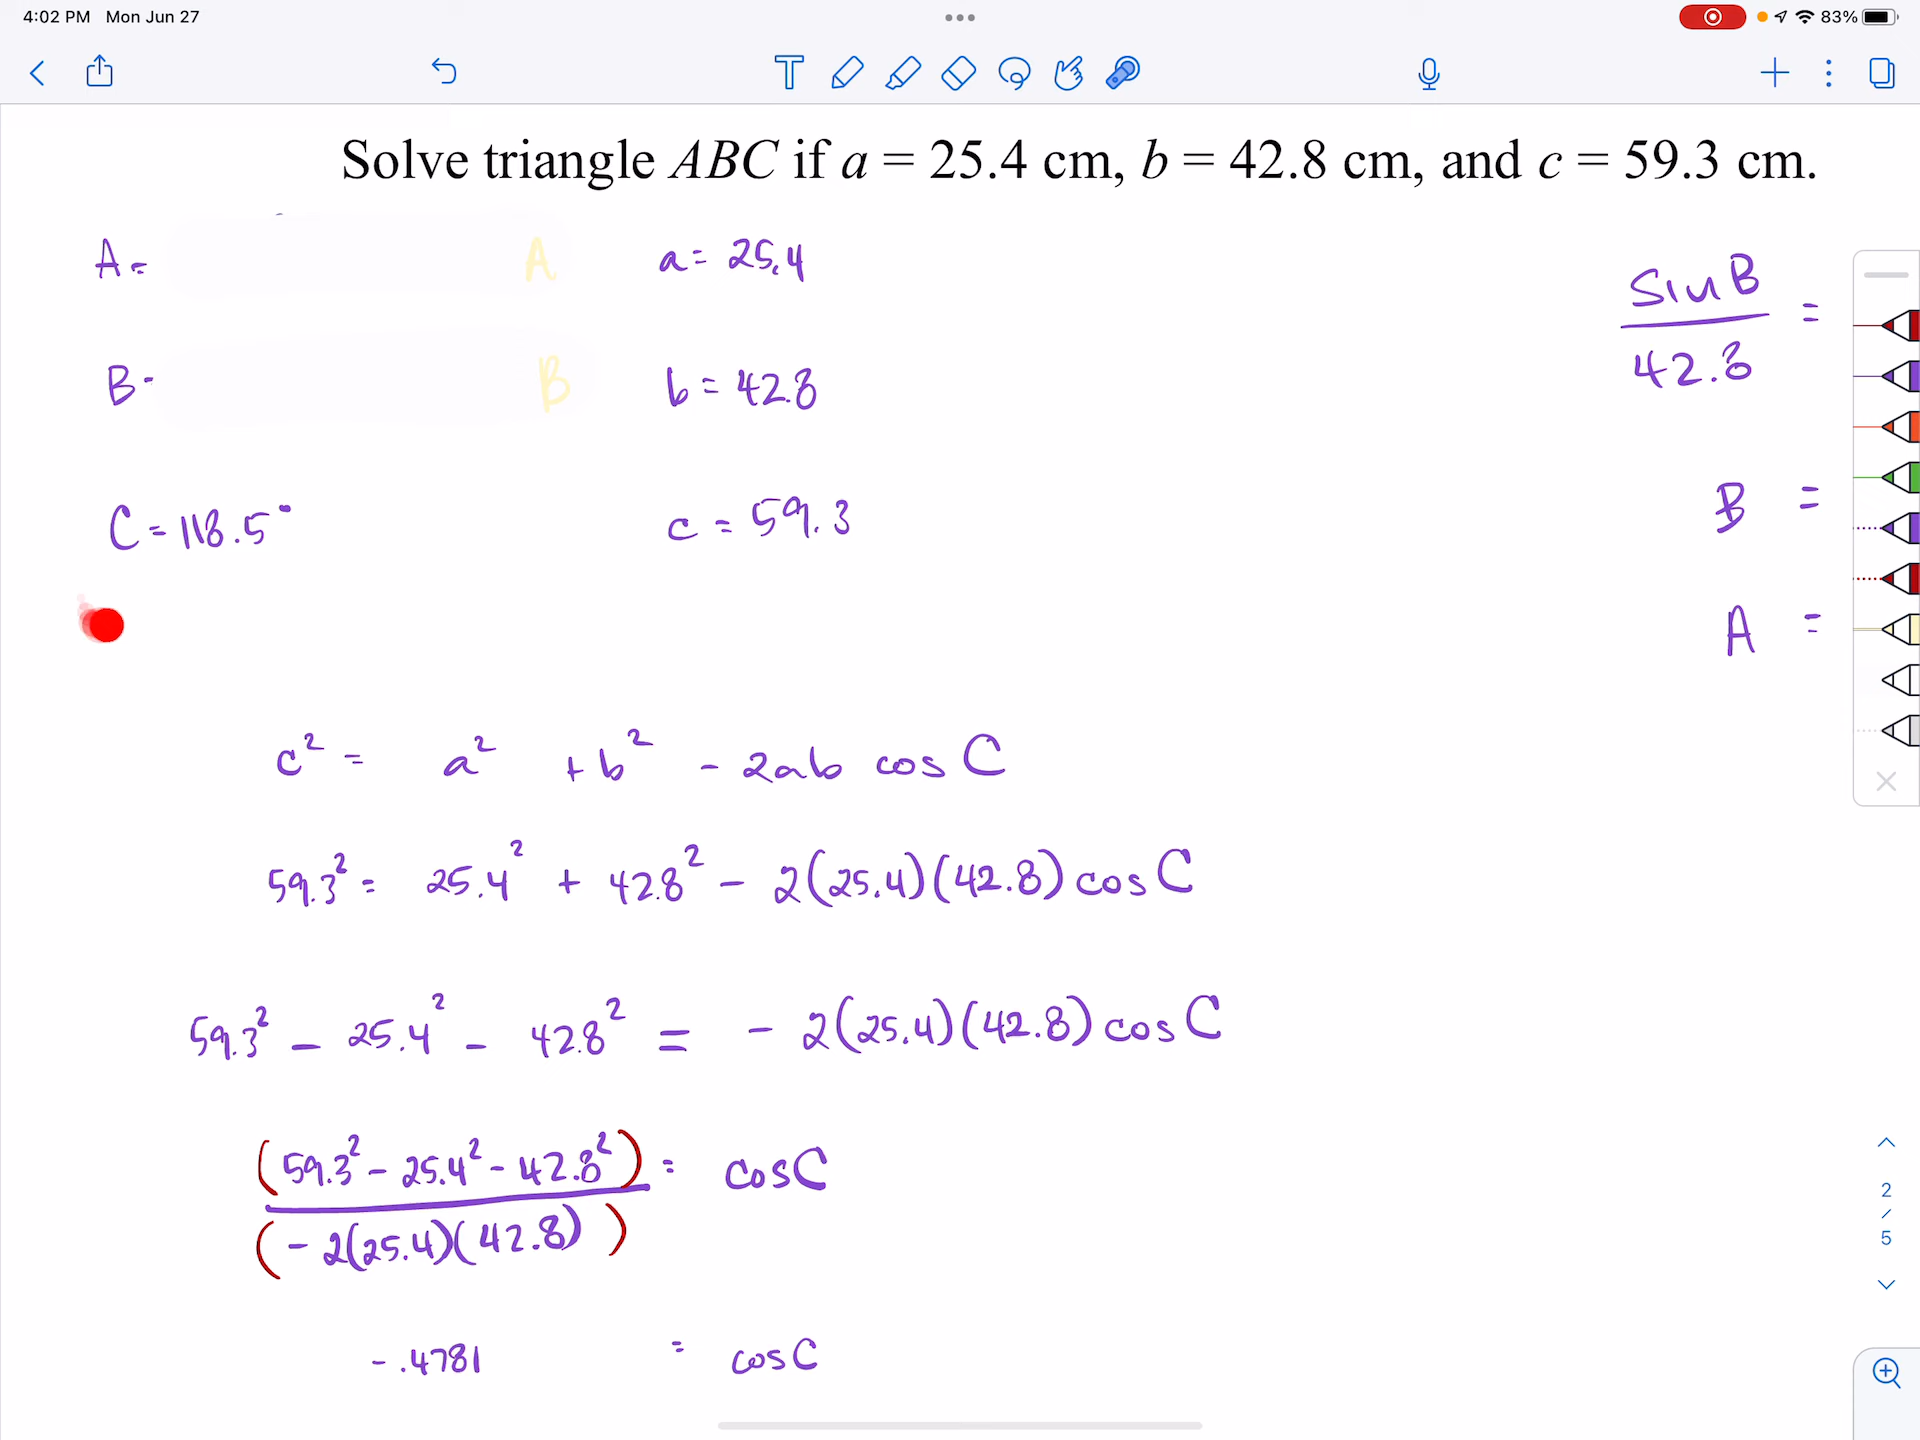 4:02 PM Mon Jun 27
83%
T
Solve triangle ABC if a = 25.4 cm, b = 42.8 cm, and c = 59.3 cm.
A =
A
a = 25.4
B =
B
b = 42.8
C = 118.5°
c = 59.3
sin B
42.8
=
B =
A =
c² = a² + b² - 2ab cos C
59.3² = 25.4² + 42.8² - 2(25.4)(42.8) cos C
59.3² - 25.4² - 42.8² = - 2(25.4)(42.8) cos C
(59.3² - 25.4² - 42.8²) = cos C
(- 2(25.4)(42.8))
- .4781 = cos C
2
/
5